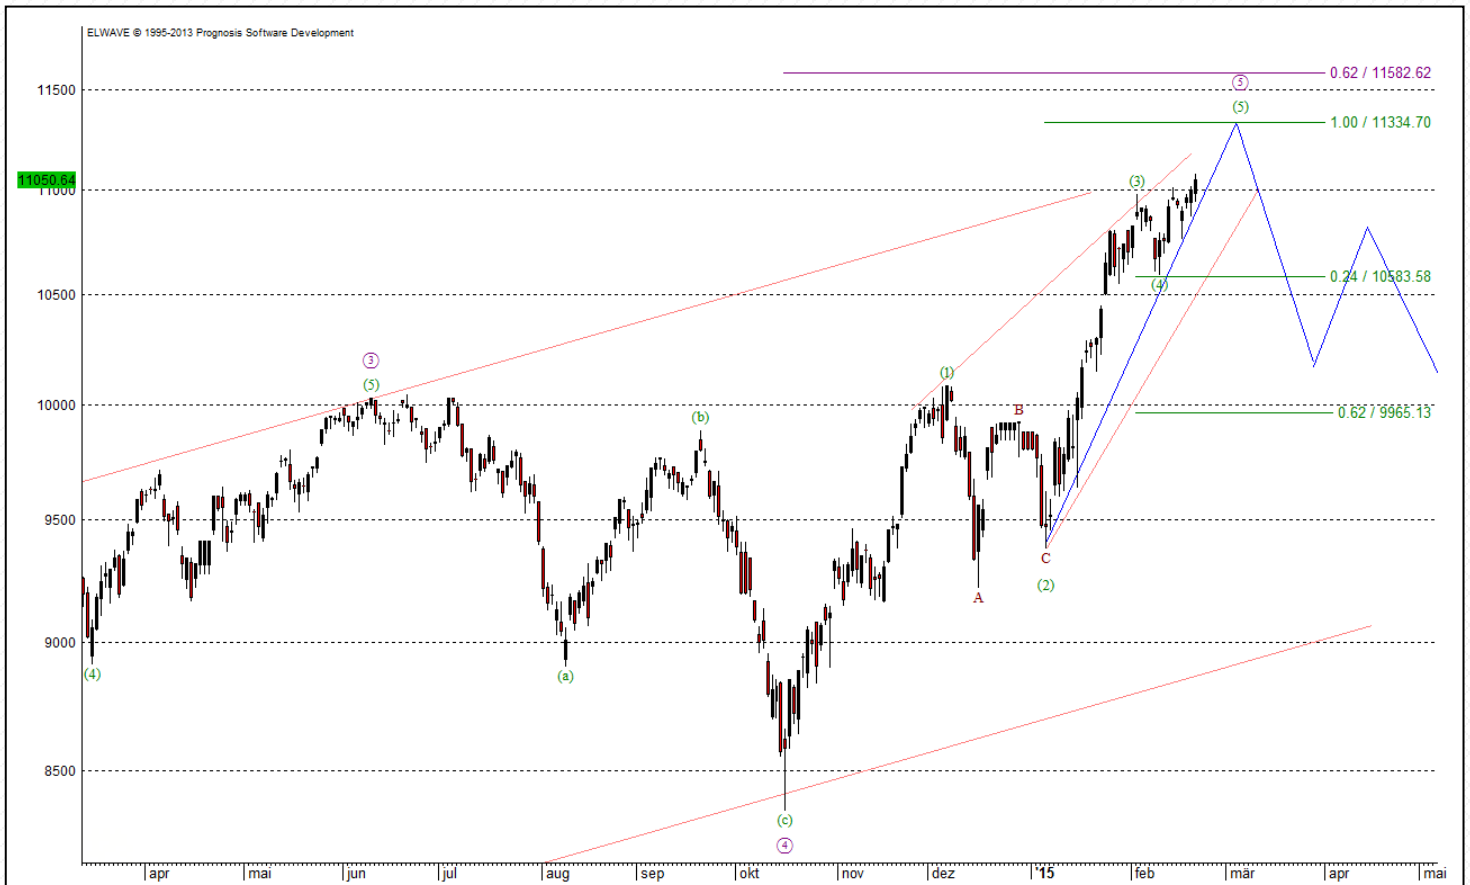 ELWAVE © 1995-2013 Prognosis Software Development
0.62 / 11582.62
11500
⑤
(5)
1.00 / 11334.70
11050.64
11000
(3)
0.24 / 10583.58
(4)
10500
③
(5)
(1)
10000
(b)
B
0.62 / 9965.13
9500
C
(2)
A
9000
(4)
(a)
8500
(c)
④
apr mai jun jul aug sep okt nov dez '15 feb mär apr mai